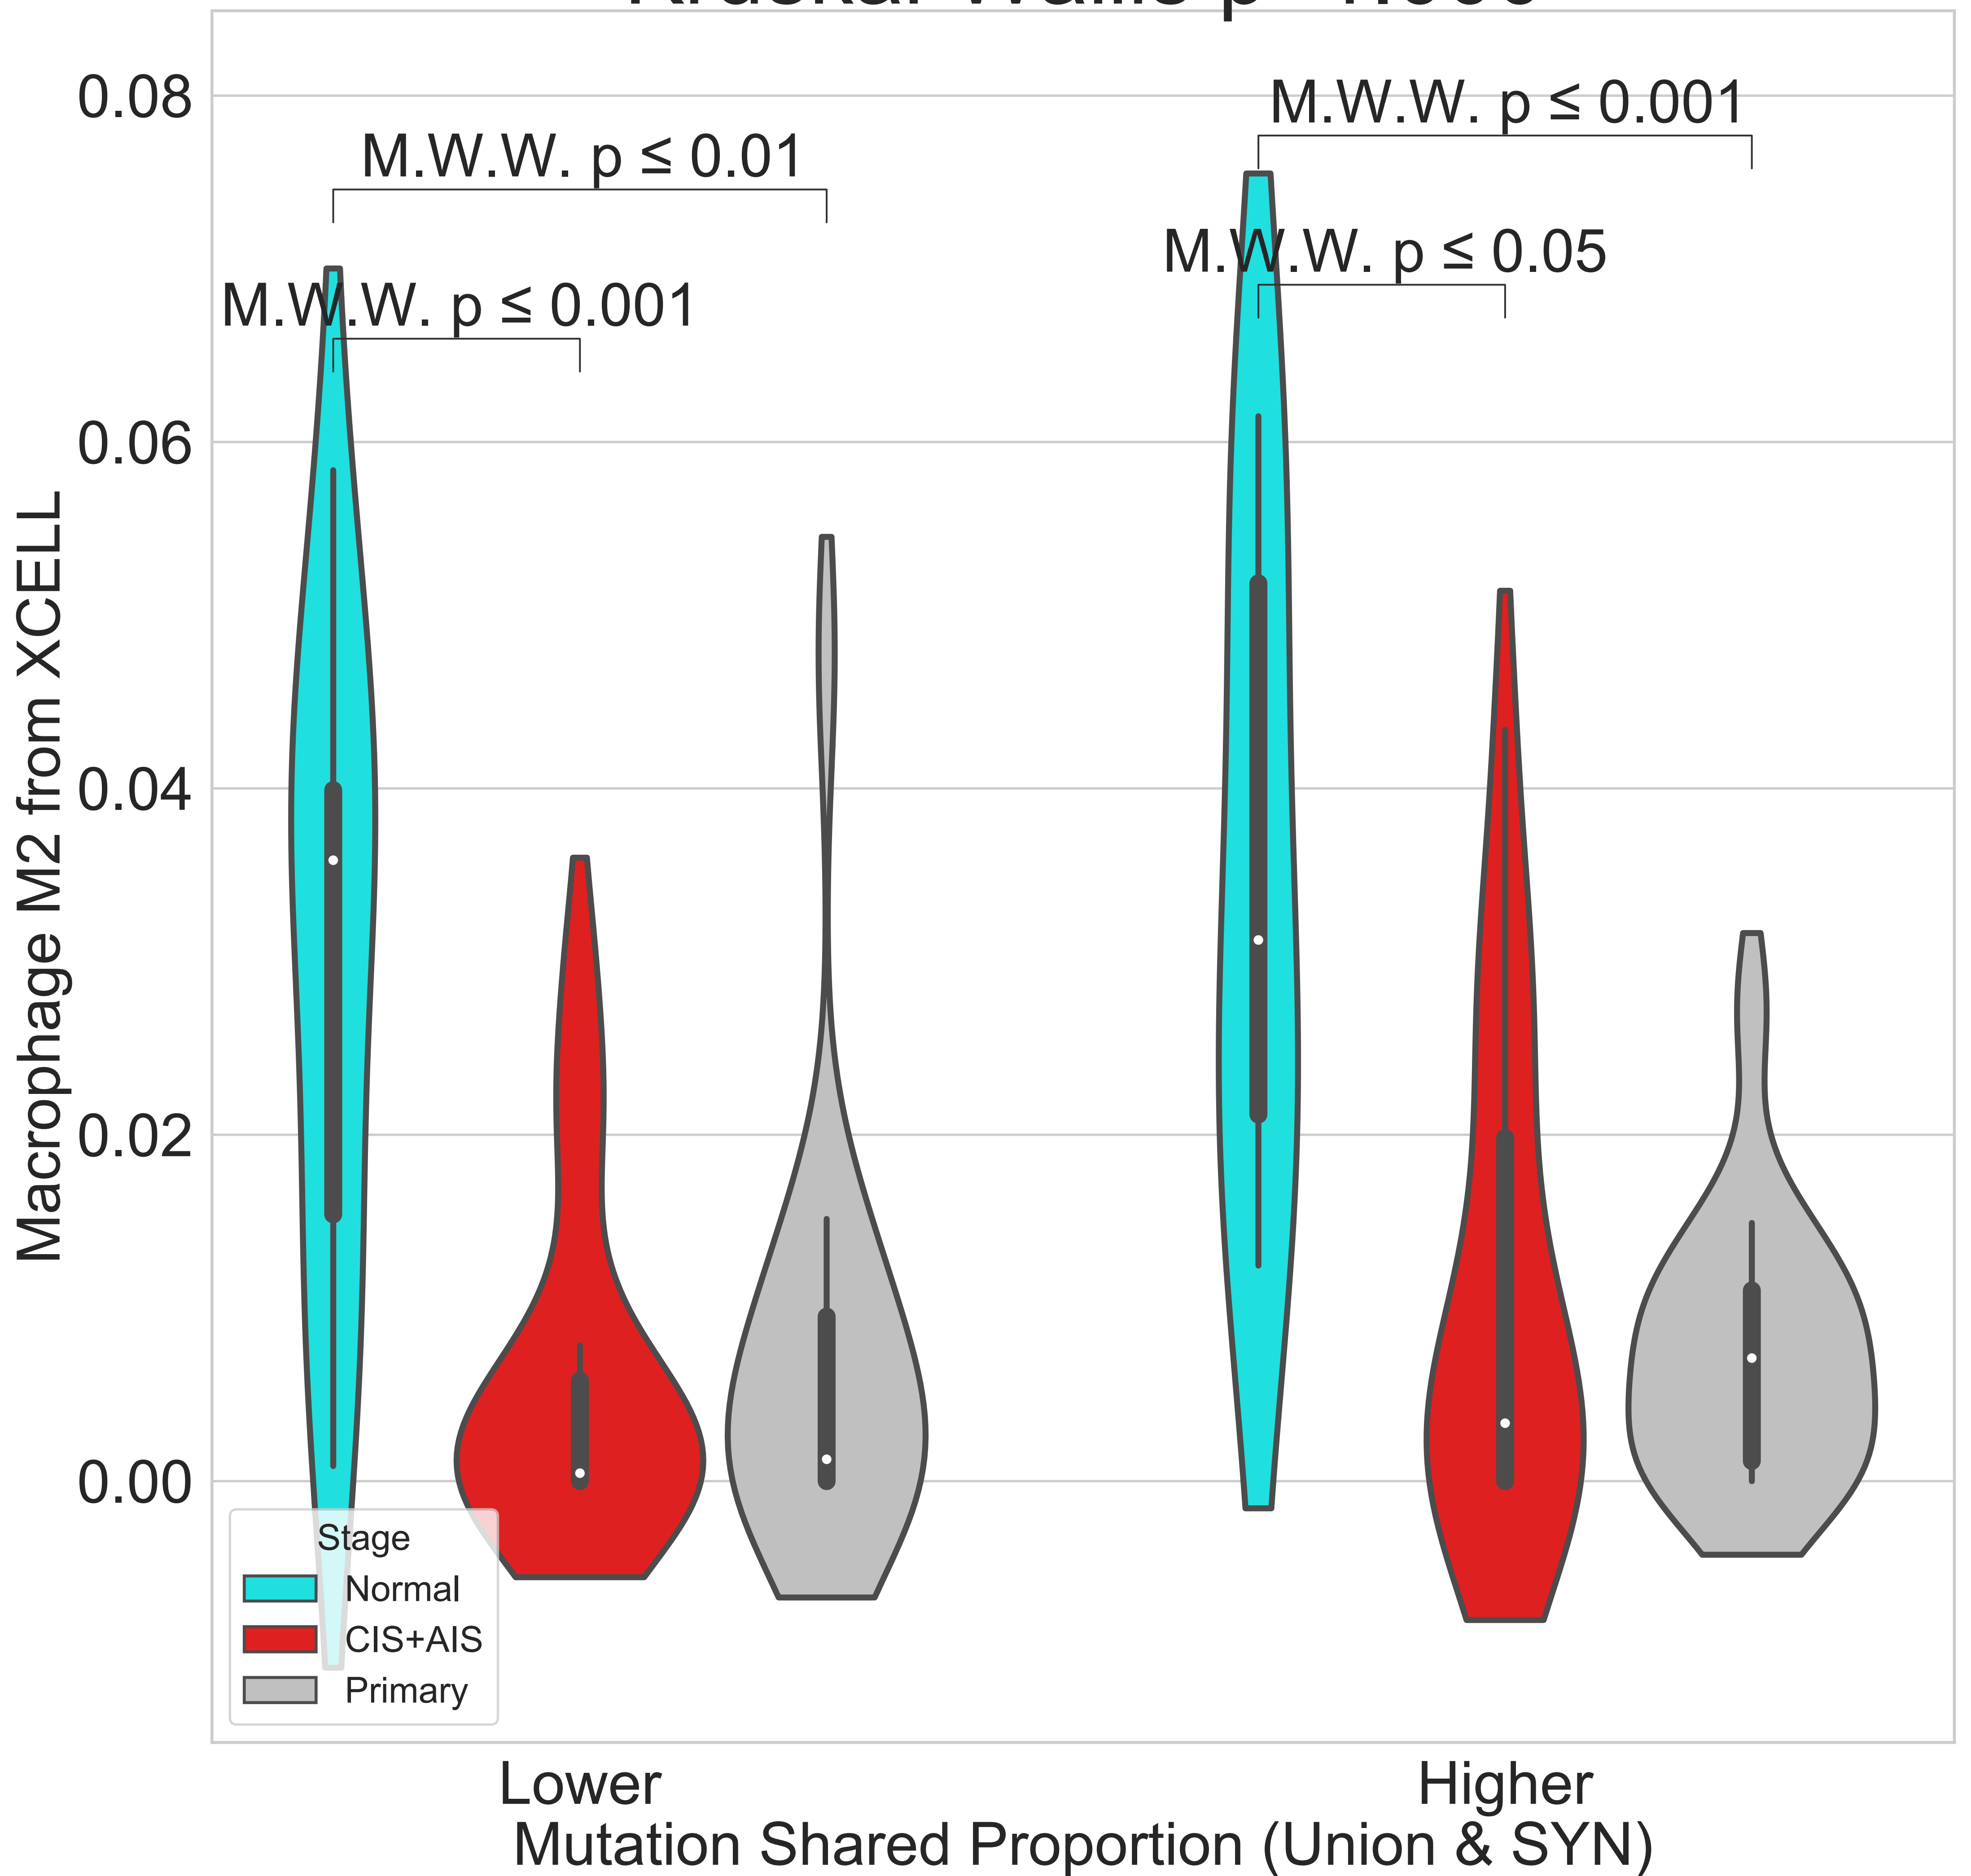 0.08
0.06
0.04
0.02
0.00
Macrophage M2 from XCELL
M.W.W. p ≤ 0.001
M.W.W. p ≤ 0.01
M.W.W. p ≤ 0.05
M.W.W. p ≤ 0.001
Stage
Normal
CIS+AIS
Primary
Lower
Higher
Mutation Shared Proportion (Union & SYN)